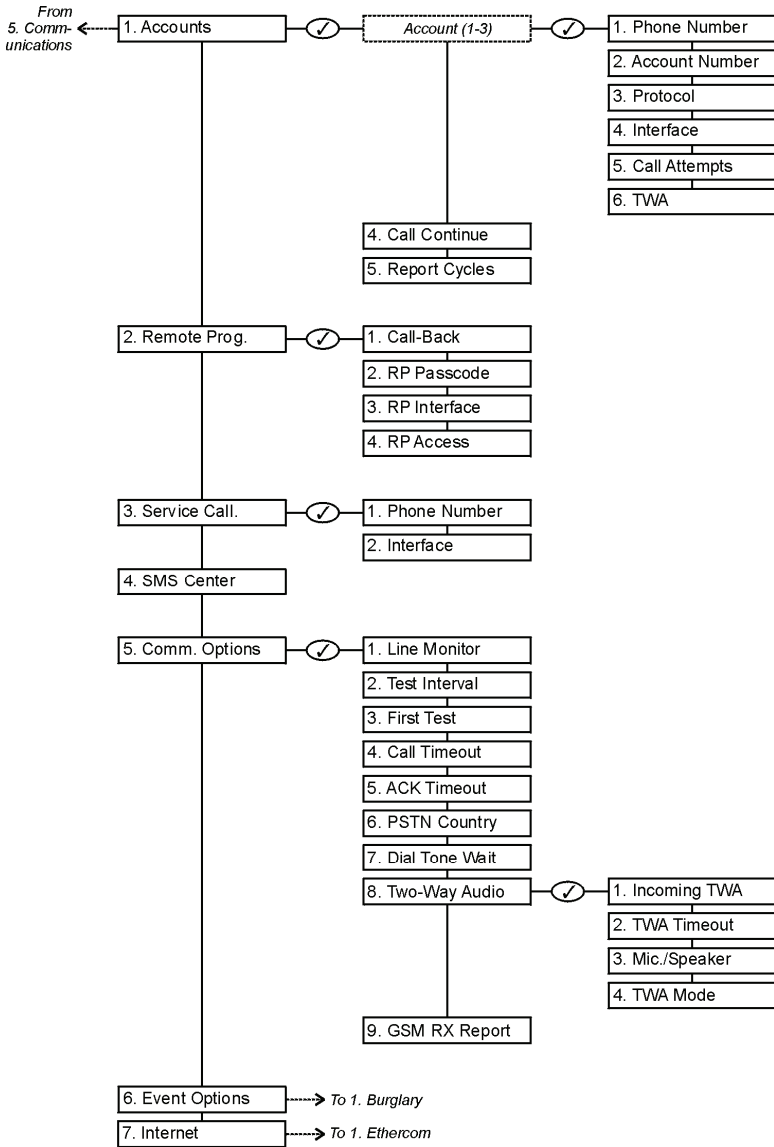 From
5. Comm-
unications
1. Accounts
Account (1-3)
1. Phone Number
2. Account Number
3. Protocol
4. Interface
5. Call Attempts
6. TWA
4. Call Continue
5. Report Cycles
2. Remote Prog.
1. Call-Back
2. RP Passcode
3. RP Interface
4. RP Access
3. Service Call.
1. Phone Number
2. Interface
4. SMS Center
5. Comm. Options
1. Line Monitor
2. Test Interval
3. First Test
4. Call Timeout
5. ACK Timeout
6. PSTN Country
7. Dial Tone Wait
8. Two-Way Audio
1. Incoming TWA
2. TWA Timeout
3. Mic./Speaker
4. TWA Mode
9. GSM RX Report
6. Event Options
To 1. Burglary
7. Internet
To 1. Ethercom